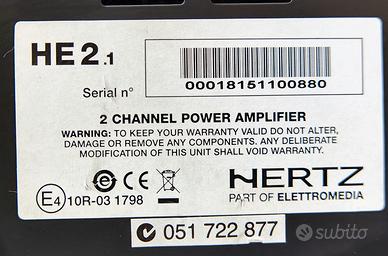 HE2.1
Serial n°
00018151100880
2 CHANNEL POWER AMPLIFIER
WARNING: TO KEEP YOUR WARRANTY VALID DO NOT ALTER,
DAMAGE OR REMOVE ANY COMPONENTS. ANY DELIBERATE
MODIFICATION OF THIS UNIT SHALL VOID WARRANTY.
e CE
HERTZ
E4 10R-03 1798
PART OF ELETTROMEDIA
051 722 877
subito